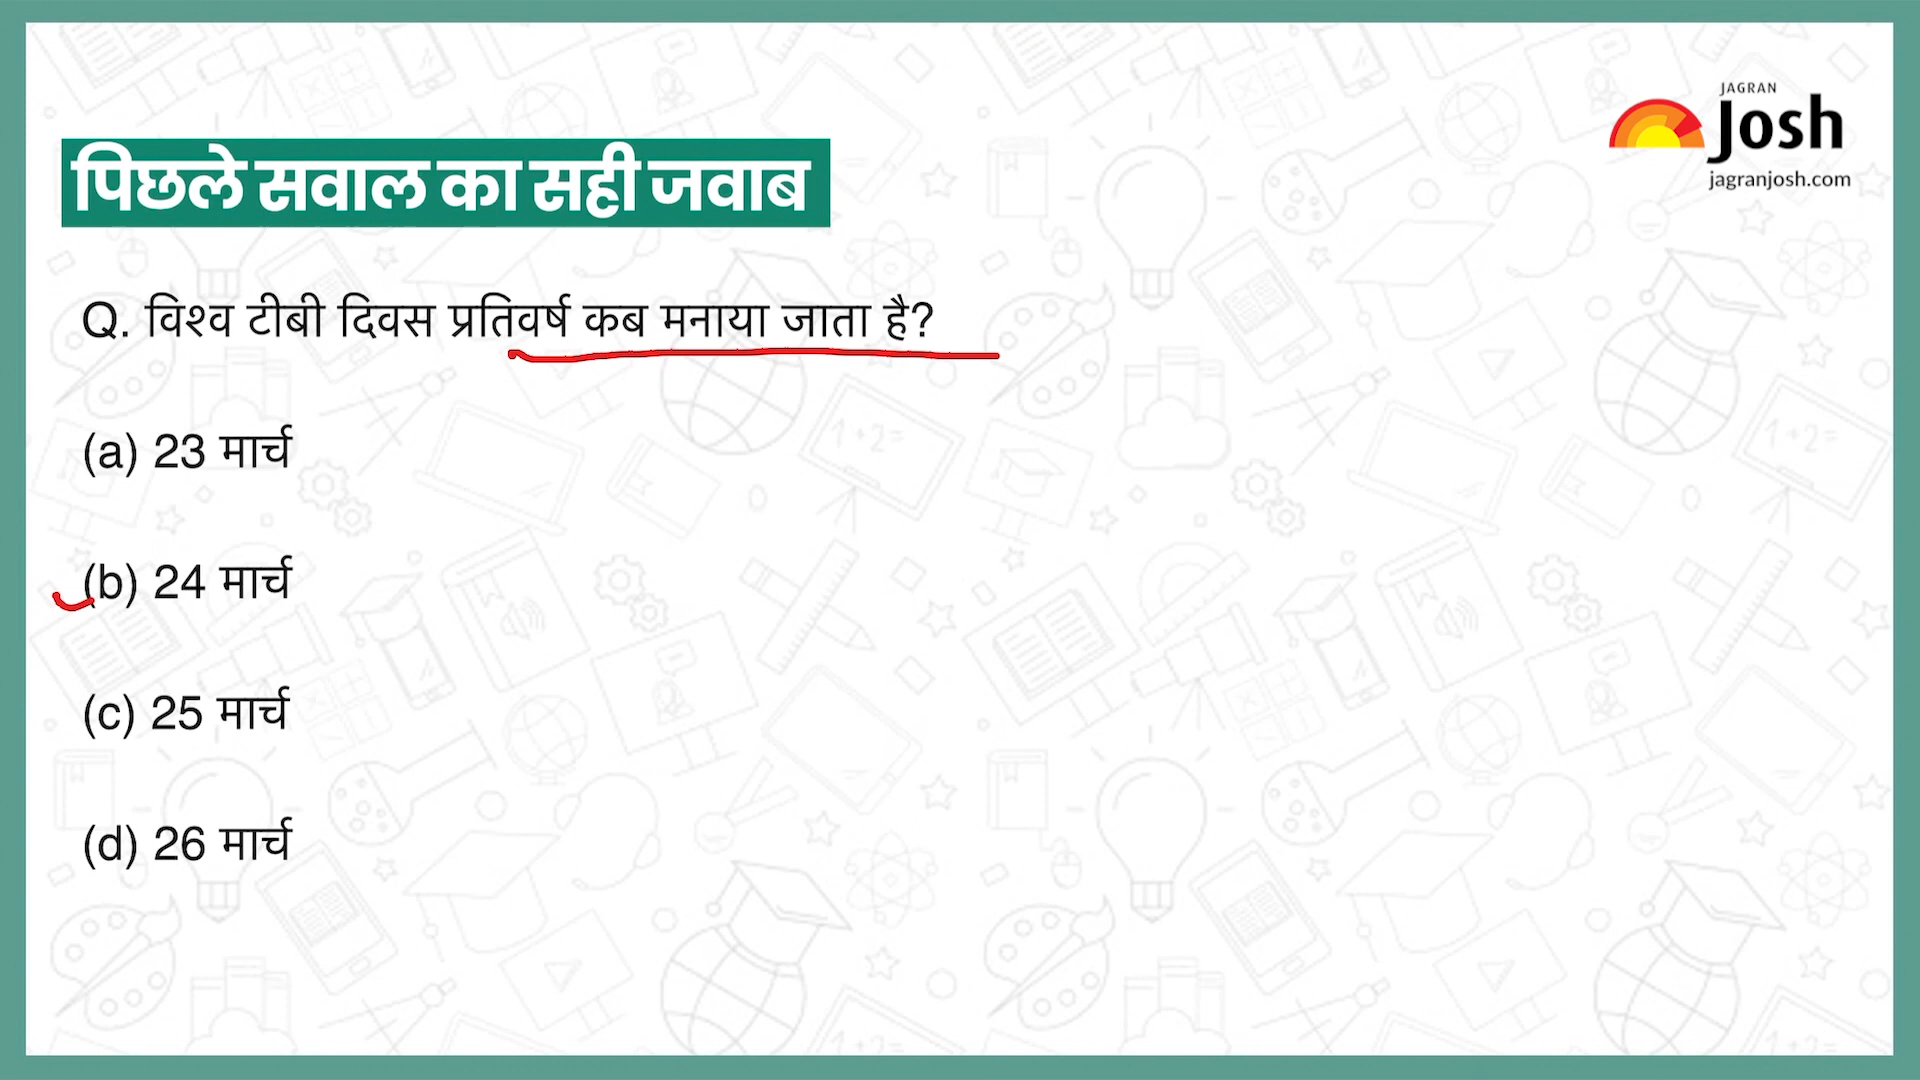 JAGRAN
Josh
jagranjosh.com
पिछले सवाल का सही जवाब
Q. विश्व टीबी दिवस प्रतिवर्ष कब मनाया जाता है?
(a) 23 मार्च
(b) 24 मार्च
(c) 25 मार्च
(d) 26 मार्च